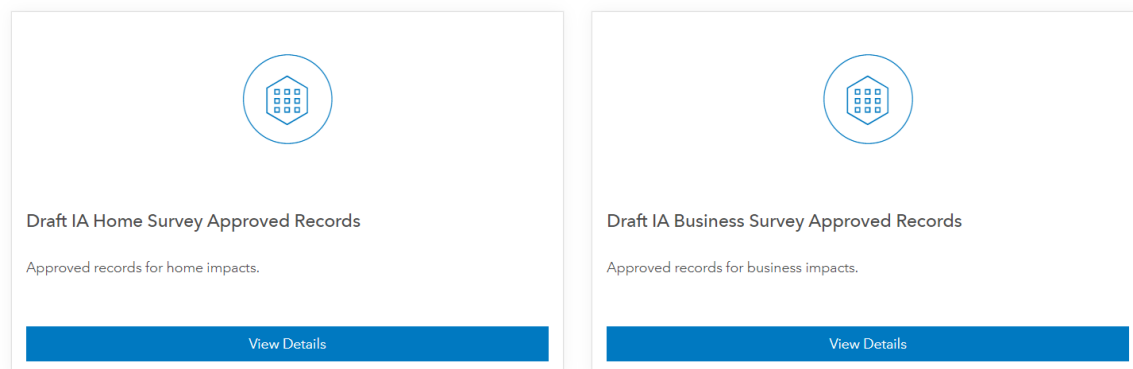 Draft IA Home Survey Approved Records
Approved records for home impacts.
View Details
Draft IA Business Survey Approved Records
Approved records for business impacts.
View Details